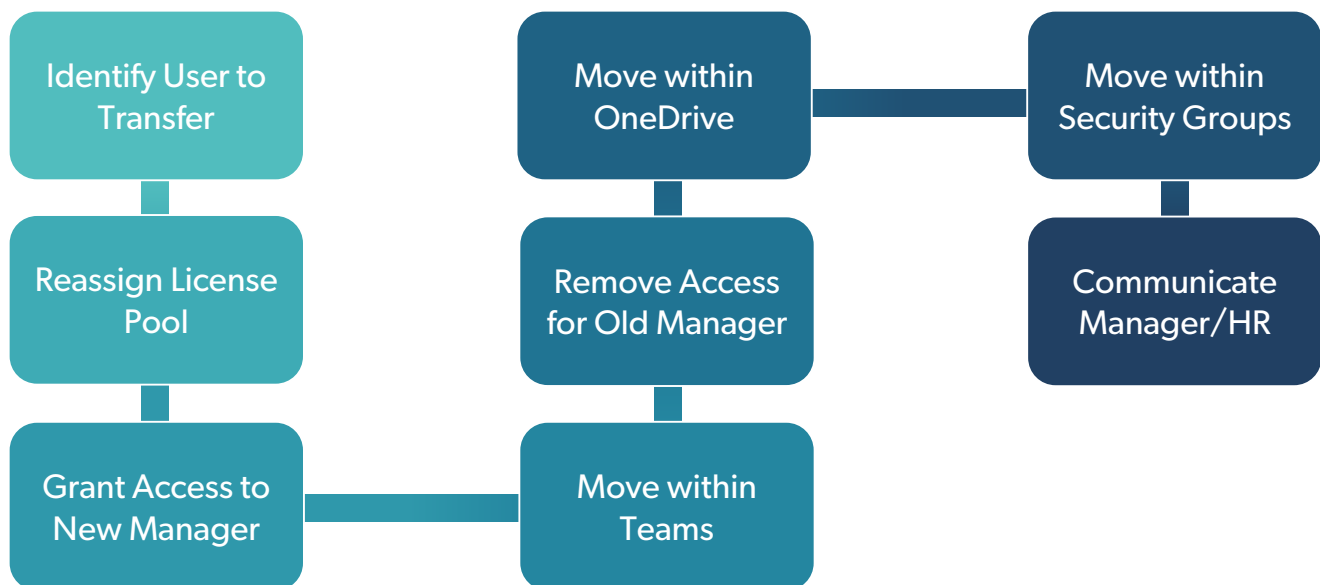 Identify User to
Transfer
Reassign License
Pool
Grant Access to
New Manager
Move within
Teams
Remove Access
for Old Manager
Move within
OneDrive
Move within
Security Groups
Communicate
Manager/HR